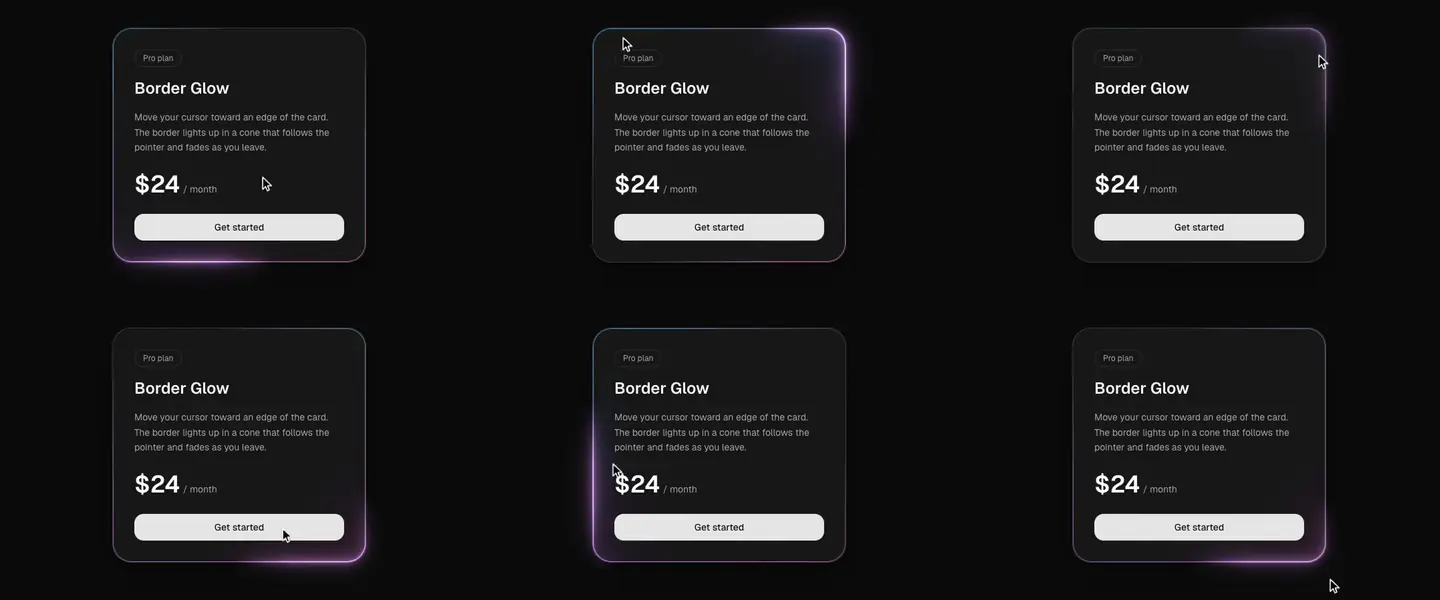 Pro plan
Border Glow
Move your cursor toward an edge of the card.
The border lights up in a cone that follows the
pointer and fades as you leave.
$24 / month
Get started
Pro plan
Border Glow
Move your cursor toward an edge of the card.
The border lights up in a cone that follows the
pointer and fades as you leave.
$24 / month
Get started
Pro plan
Border Glow
Move your cursor toward an edge of the card.
The border lights up in a cone that follows the
pointer and fades as you leave.
$24 / month
Get started
Pro plan
Border Glow
Move your cursor toward an edge of the card.
The border lights up in a cone that follows the
pointer and fades as you leave.
$24 / month
Get started
Pro plan
Border Glow
Move your cursor toward an edge of the card.
The border lights up in a cone that follows the
pointer and fades as you leave.
$24 / month
Get started
Pro plan
Border Glow
Move your cursor toward an edge of the card.
The border lights up in a cone that follows the
pointer and fades as you leave.
$24 / month
Get started